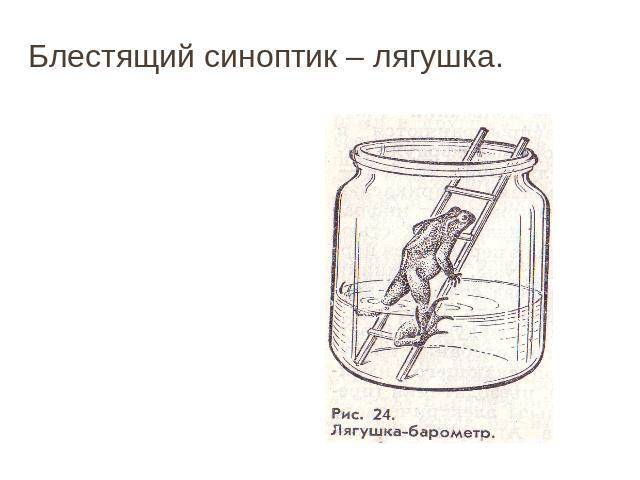 Блестящий синоптик – лягушка.
Рис. 24.
Лягушка-барометр.